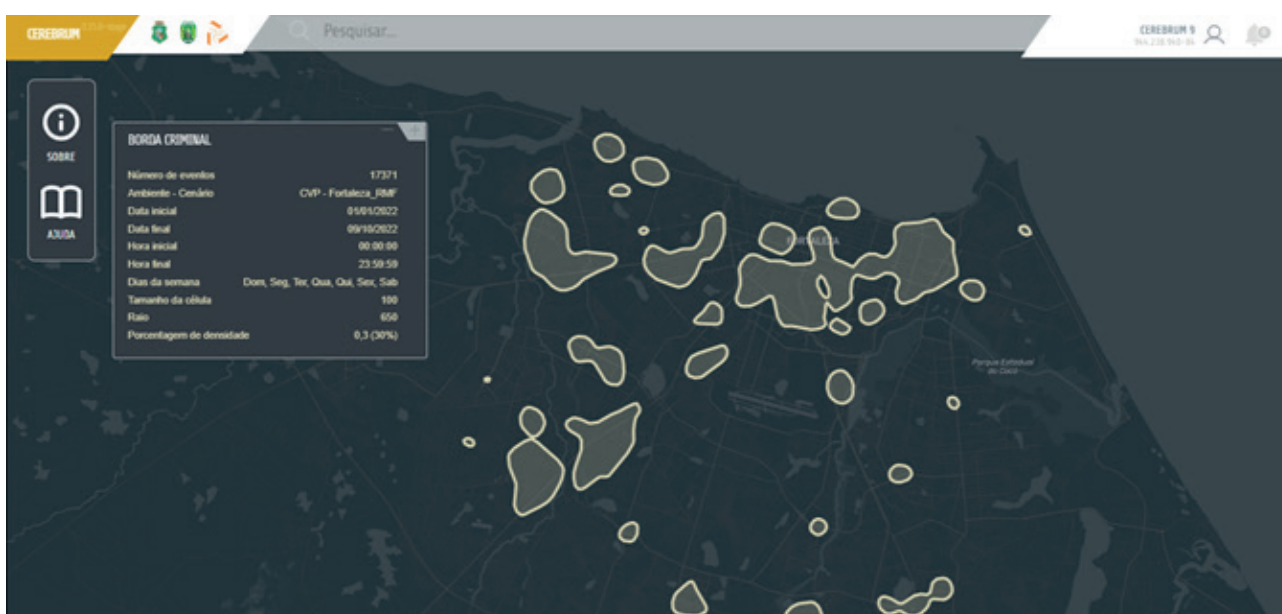 CEREBRUM
Pesquisar...
CEREBRUM 9
SOBRE
AJUDA
BORDA CRIMINAL
Número de eventos 17371
Ambiente - Cenário CVP - Fortaleza_RMF
Data inicial 01/01/2022
Data final 09/10/2022
Hora inicial 00:00:00
Hora final 23:59:59
Dias da semana Dom, Seg, Ter, Qua, Qui, Sex, Sab
Tamanho da célula 100
Raio 650
Porcentagem de densidade 0,3 (30%)
FORTALEZA
Parque Estadual
do Cocó